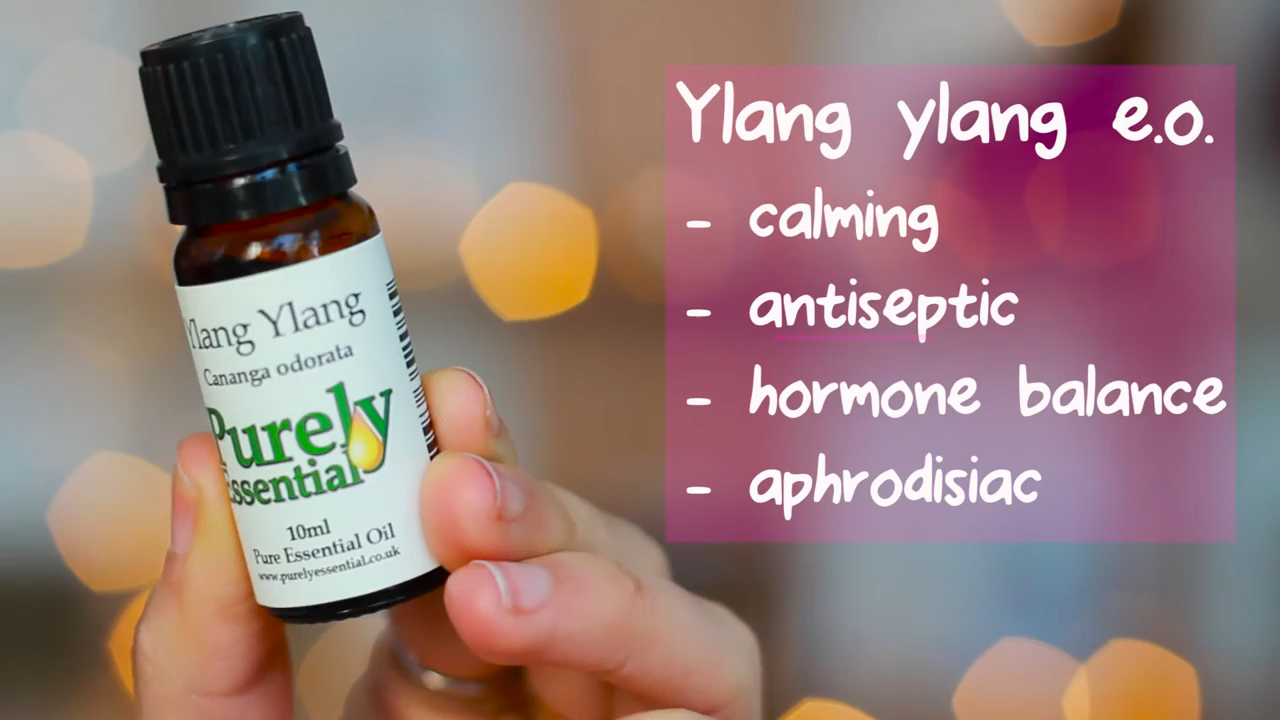 Ylang Ylang
Cananga odorata
Purely
Essential
10ml
Pure Essential Oil
www.purelyessential.co.uk
Ylang ylang e.o.
- calming
- antiseptic
- hormone balance
- aphrodisiac